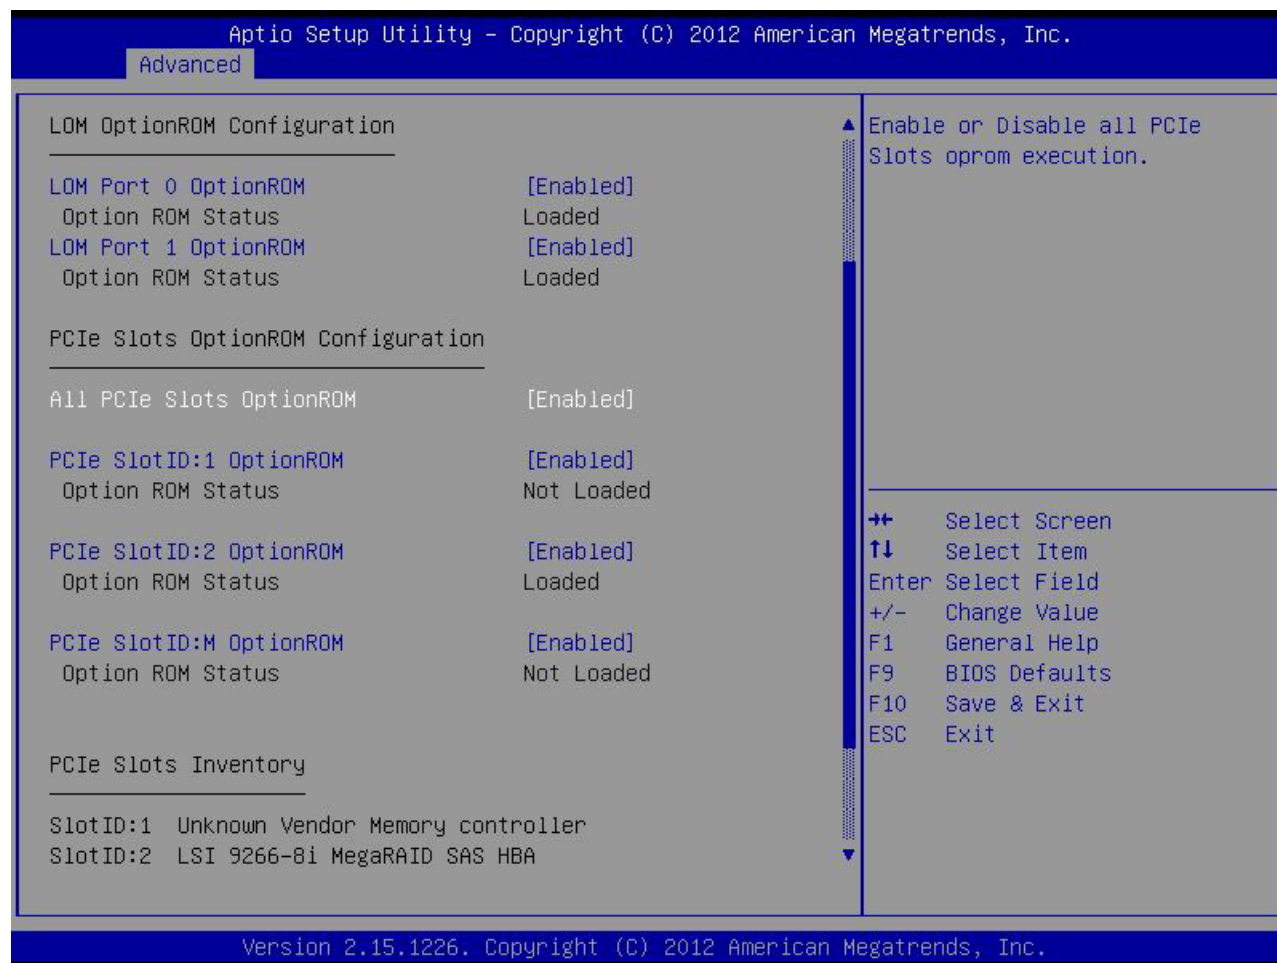 Aptio Setup Utility – Copyright (C) 2012 American Megatrends, Inc.
Advanced
LOM OptionROM Configuration
LOM Port 0 OptionROM [Enabled]
Option ROM Status Loaded
LOM Port 1 OptionROM [Enabled]
Option ROM Status Loaded
PCIe Slots OptionROM Configuration
All PCIe Slots OptionROM [Enabled]
PCIe SlotID:1 OptionROM [Enabled]
Option ROM Status Not Loaded
PCIe SlotID:2 OptionROM [Enabled]
Option ROM Status Loaded
PCIe SlotID:M OptionROM [Enabled]
Option ROM Status Not Loaded
PCIe Slots Inventory
SlotID:1 Unknown Vendor Memory controller
SlotID:2 LSI 9266-8i MegaRAID SAS HBA
Enable or Disable all PCIe
Slots oprom execution.
→← Select Screen
↑↓ Select Item
Enter Select Field
+/- Change Value
F1 General Help
F9 BIOS Defaults
F10 Save & Exit
ESC Exit
Version 2.15.1226. Copyright (C) 2012 American Megatrends, Inc.